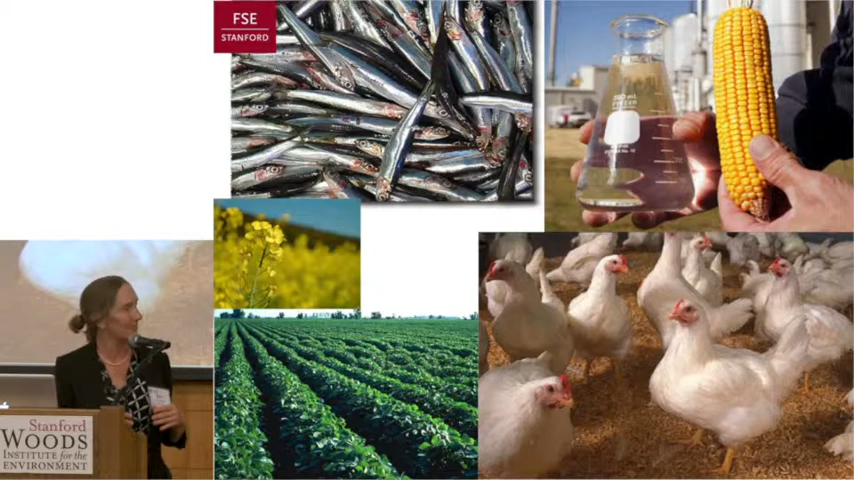 FSE
STANFORD
Stanford
WOODS
INSTITUTE for the
ENVIRONMENT